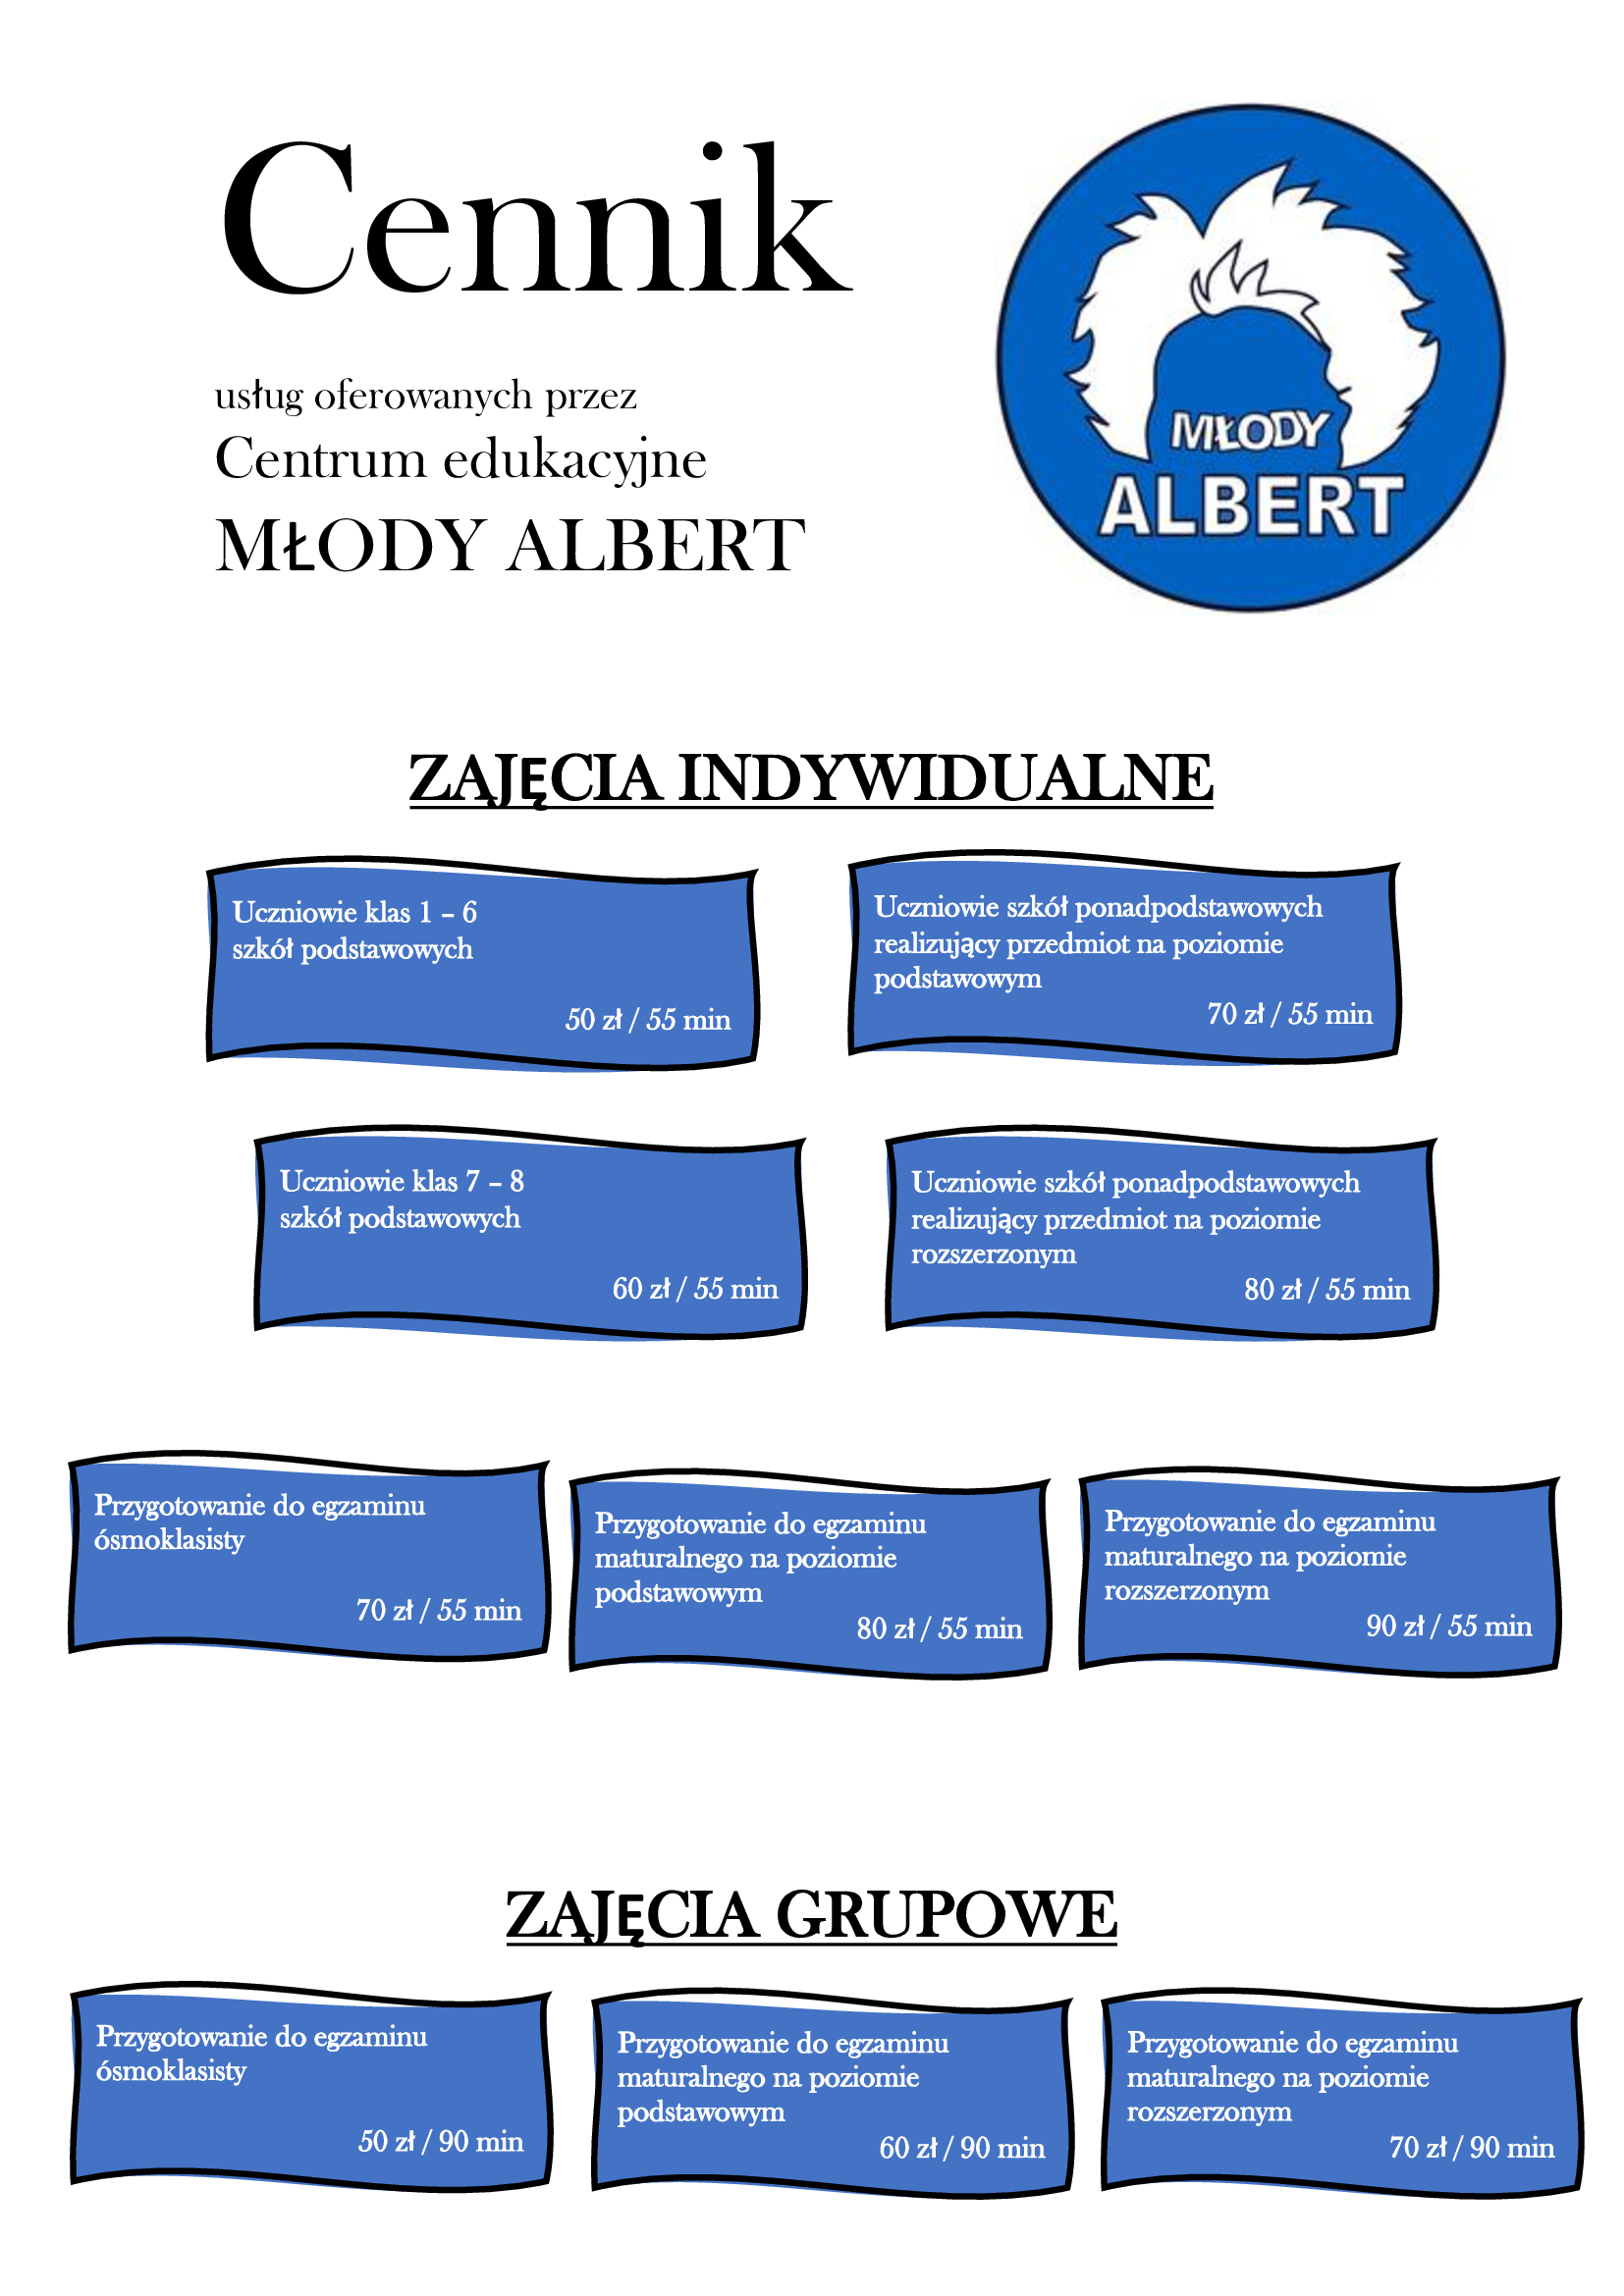 Cennik
usług oferowanych przez
Centrum edukacyjne
MŁODY ALBERT
MŁODY
ALBERT
ZAJĘCIA INDYWIDUALNE
Uczniowie klas 1 – 6
szkół podstawowych
50 zł / 55 min
Uczniowie szkół ponadpodstawowych
realizujący przedmiot na poziomie
podstawowym
70 zł / 55 min
Uczniowie klas 7 – 8
szkół podstawowych
60 zł / 55 min
Uczniowie szkół ponadpodstawowych
realizujący przedmiot na poziomie
rozszerzonym
80 zł / 55 min
Przygotowanie do egzaminu
ósmoklasisty
70 zł / 55 min
Przygotowanie do egzaminu
maturalnego na poziomie
podstawowym
80 zł / 55 min
Przygotowanie do egzaminu
maturalnego na poziomie
rozszerzonym
90 zł / 55 min
ZAJĘCIA GRUPOWE
Przygotowanie do egzaminu
ósmoklasisty
50 zł / 90 min
Przygotowanie do egzaminu
maturalnego na poziomie
podstawowym
60 zł / 90 min
Przygotowanie do egzaminu
maturalnego na poziomie
rozszerzonym
70 zł / 90 min